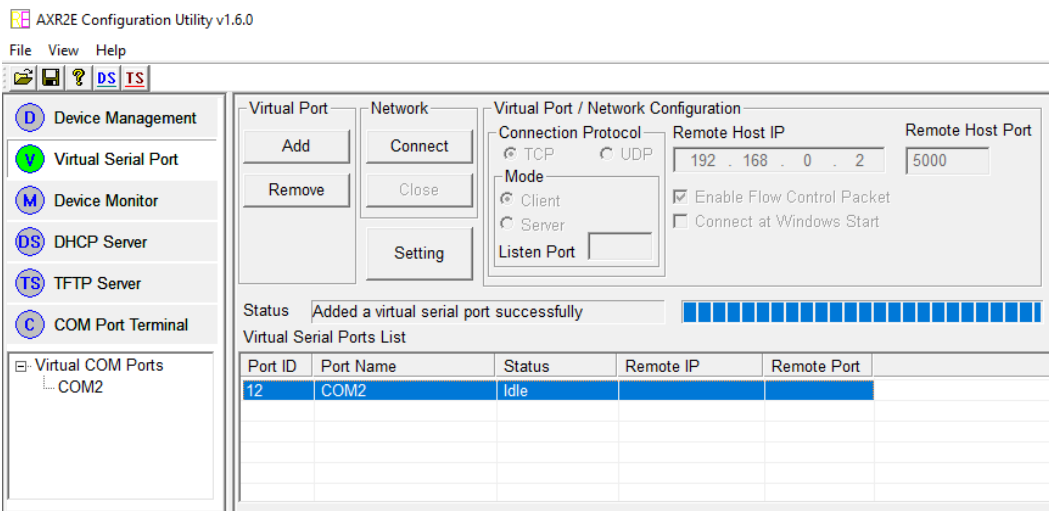 AXR2E Configuration Utility v1.6.0
File View Help
DS TS
D Device Management
V Virtual Serial Port
M Device Monitor
DS DHCP Server
TS TFTP Server
C COM Port Terminal
Virtual COM Ports
COM2
Virtual Port
Add
Remove
Network
Connect
Close
Setting
Virtual Port / Network Configuration
Connection Protocol
TCP UDP
Mode
Client
Server
Listen Port
Remote Host IP
192 . 168 . 0 . 2
Remote Host Port
5000
Enable Flow Control Packet
Connect at Windows Start
Status Added a virtual serial port successfully
Virtual Serial Ports List
Port ID Port Name Status Remote IP Remote Port
12 COM2 Idle